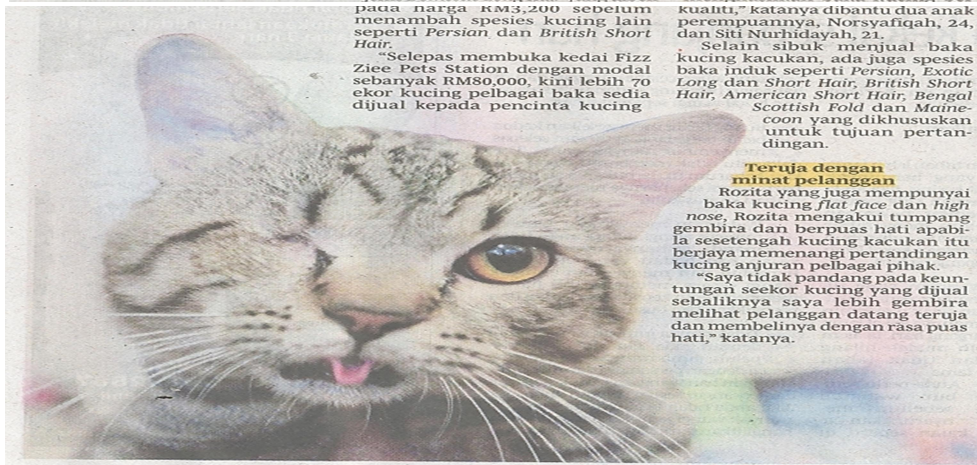 pada harga RM3,200 sebelum
menambah spesies kucing lain
seperti Persian dan British Short
Hair.
“Selepas membuka kedai Fizz
Ziee Pets Station dengan modal
sebanyak RM80,000, kini lebih 70
ekor kucing pelbagai baka sedia
dijual kepada pencinta kucing
kualiti,” katanya dibantu dua anak
perempuannya, Norsyafiqah, 24,
dan Siti Nurhidayah, 21.
Selain sibuk menjual baka
kucing kacukan, ada juga spesies
baka induk seperti Persian, Exotic
Long dan Short Hair, British Short
Hair, American Short Hair, Bengal
Scottish Fold dan Maine-
coon yang dikhususkan
untuk tujuan pertan-
dingan.
Teruja dengan
minat pelanggan
Rozita yang juga mempunyai
baka kucing flat face dan high
nose, Rozita mengakui tumpang
gembira dan berpuas hati apabi-
la sesetengah kucing kacukan itu
berjaya memenangi pertandingan
kucing anjuran pelbagai pihak.
“Saya tidak pandang pada keun-
tungan seekor kucing yang dijual
sebaliknya saya lebih gembira
melihat pelanggan datang teruja
dan membelinya dengan rasa puas
hati,” katanya.